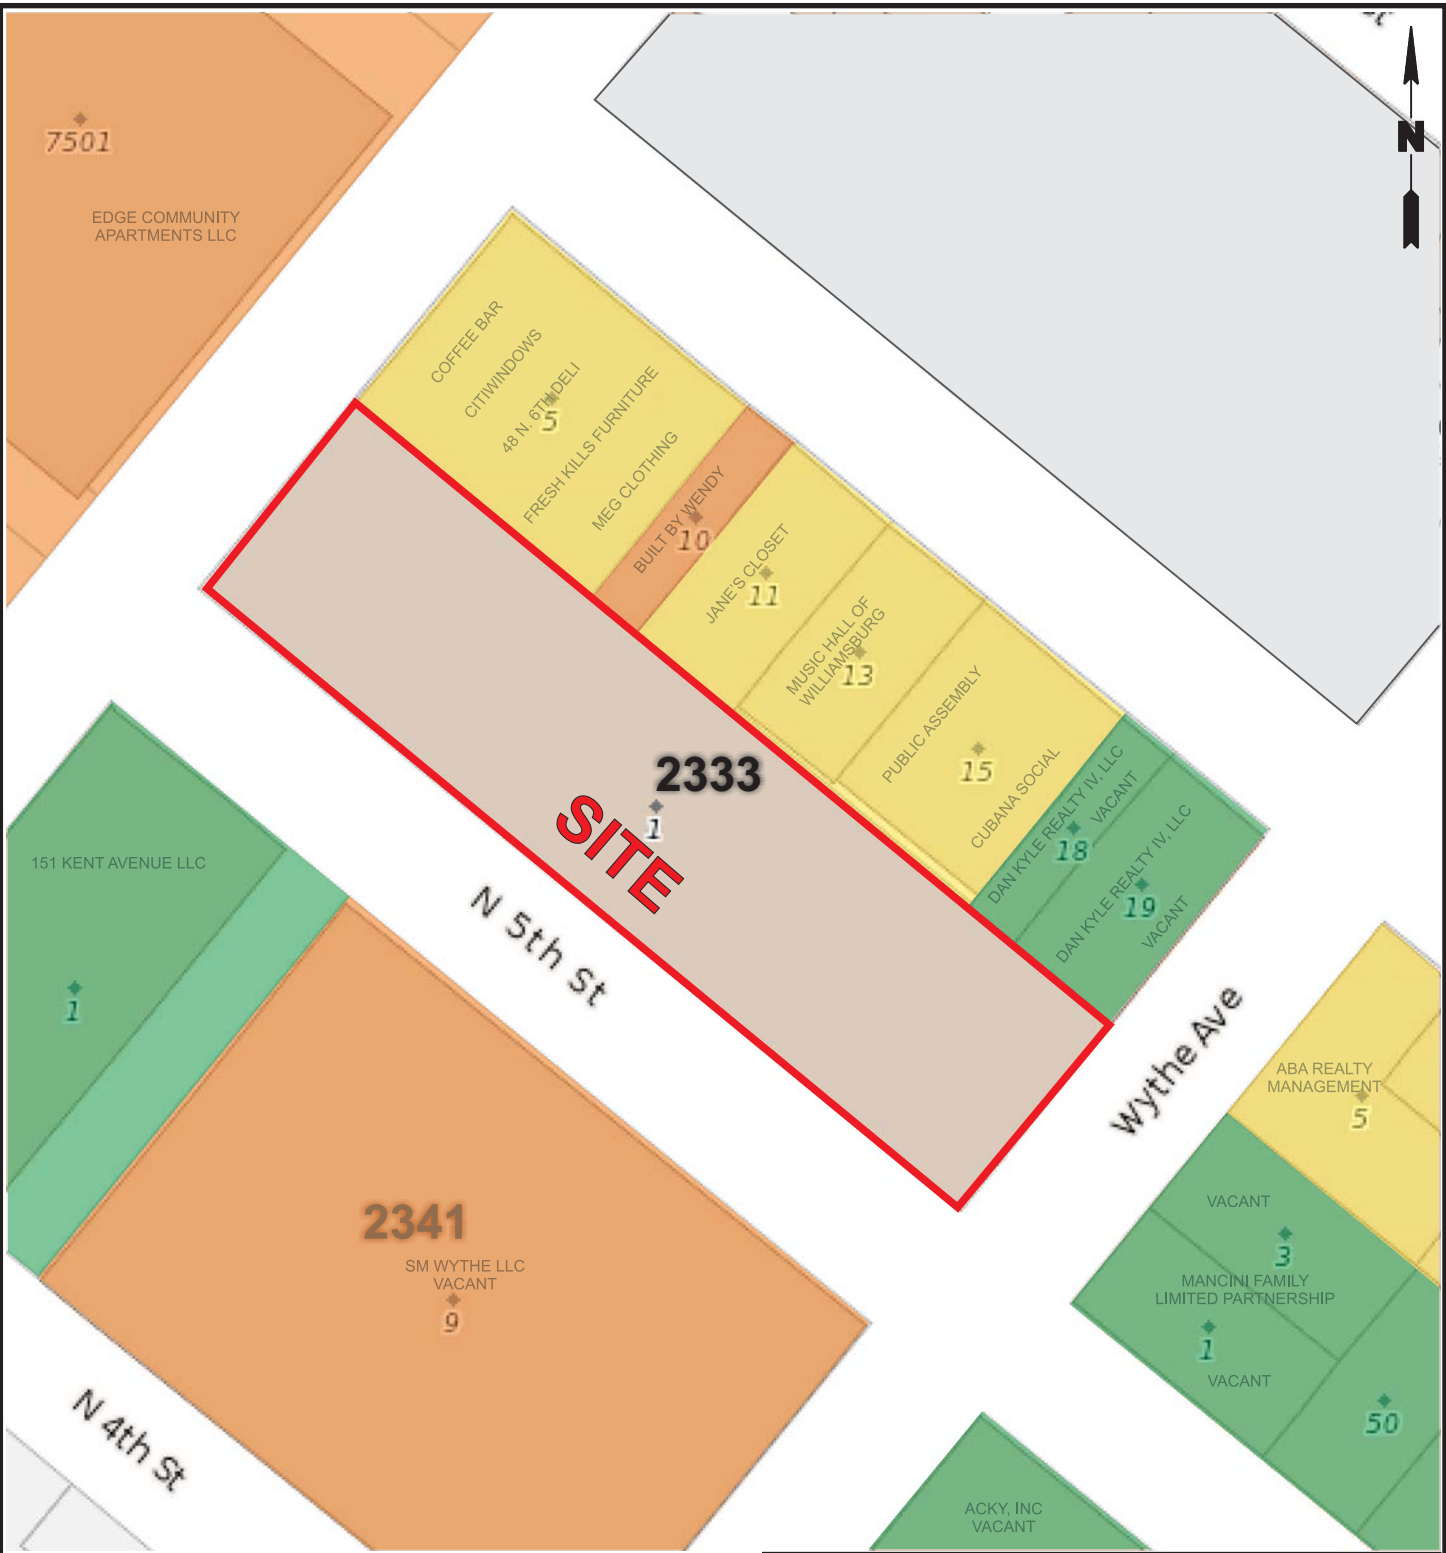 St
N
7501
EDGE COMMUNITY
APARTMENTS LLC
COFFEE BAR
CITIWINDOWS
48 N. 6TH DELI
5
FRESH KILLS FURNITURE
MEG CLOTHING
BUILT BY WENDY
10
JANE'S CLOSET
11
MUSIC HALL OF
WILLIAMSBURG
13
PUBLIC ASSEMBLY
15
CUBANA SOCIAL
DAN KYLE REALTY IV, LLC
VACANT
18
DAN KYLE REALTY IV, LLC
VACANT
19
2333
1
SITE
151 KENT AVENUE LLC
1
N 5th St
Wythe Ave
ABA REALTY
MANAGEMENT
5
VACANT
3
MANCINI FAMILY
LIMITED PARTNERSHIP
1
VACANT
50
2341
SM WYTHE LLC
VACANT
9
N 4th St
ACKY, INC
VACANT